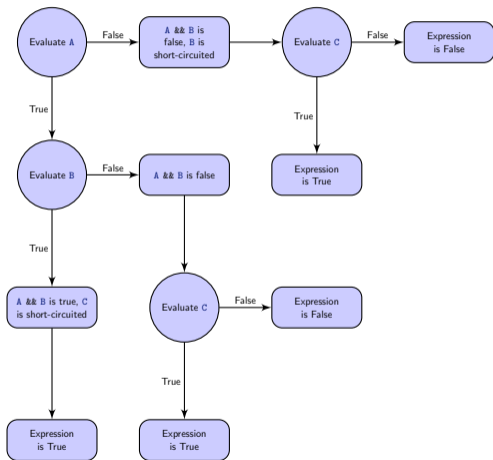 Evaluate A
False
A && B is
false, B is
short-circuited
Evaluate C
False
Expression
is False
True
True
Expression
is True
Evaluate B
False
A && B is false
True
A && B is true, C
is short-circuited
Evaluate C
False
Expression
is False
True
Expression
is True
Expression
is True